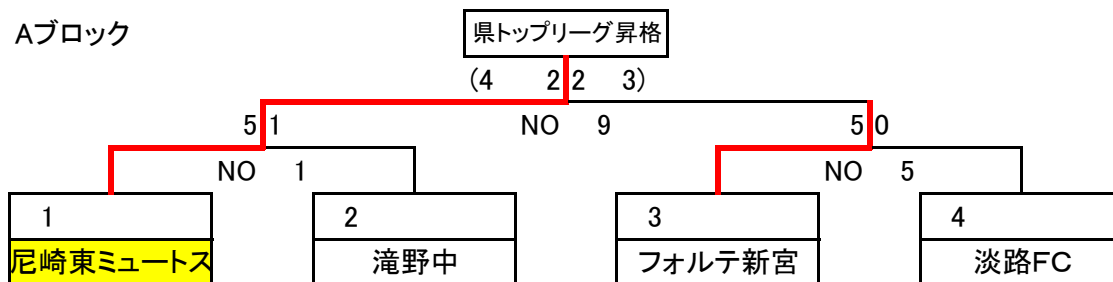 Aブロック
県トップリーグ昇格
(4 2 2 3)
5 1 NO 9 5 0
NO 1 NO 5
1 2 3 4
尼崎東ミュートス 滝野中 フォルテ新宮 淡路FC